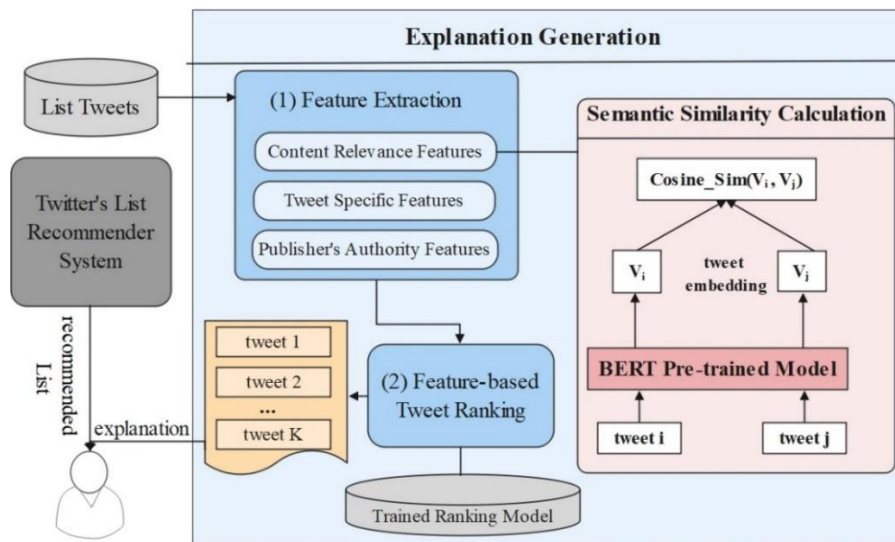 Explanation Generation
List Tweets
(1) Feature Extraction
Content Relevance Features
Tweet Specific Features
Publisher's Authority Features
Semantic Similarity Calculation
Cosine_Sim(Vi, Vj)
Vi
tweet
embedding
Vj
BERT Pre-trained Model
tweet i
tweet j
Twitter's List
Recommender
System
recommended
List
explanation
tweet 1
tweet 2
...
tweet K
(2) Feature-based
Tweet Ranking
Trained Ranking Model